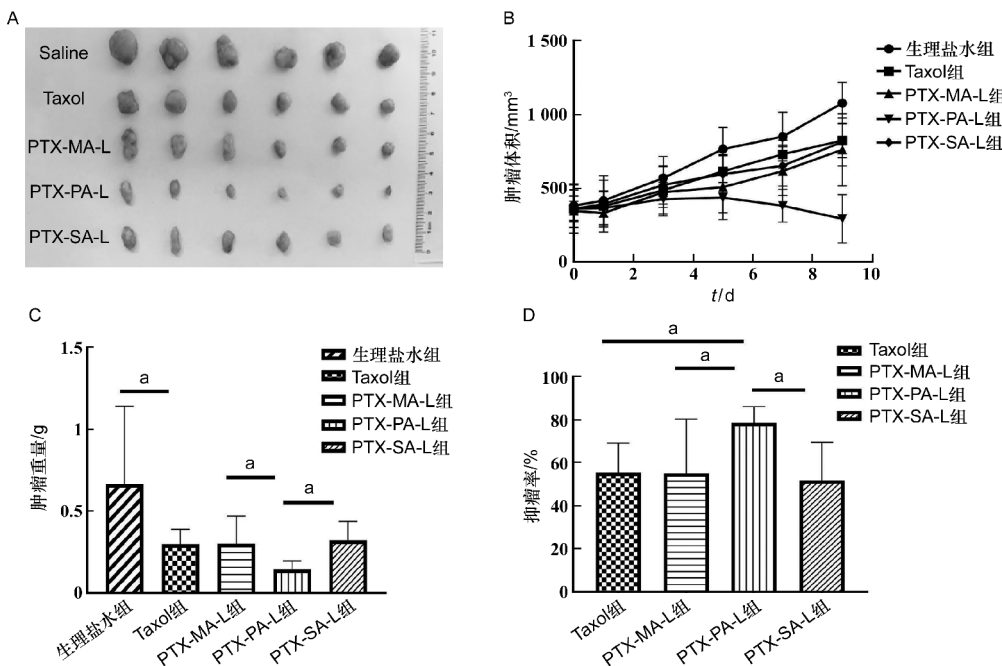 A
Saline
Taxol
PTX-MA-L
PTX-PA-L
PTX-SA-L
B
1 500
1 000
500
0
肿瘤体积/mm³
0 2 4 6 8 10
t/d
生理盐水组
Taxol组
PTX-MA-L组
PTX-PA-L组
PTX-SA-L组
C
1.5
1
0.5
0
肿瘤重量/g
a
a
a
生理盐水组
Taxol组
PTX-MA-L组
PTX-PA-L组
PTX-SA-L组
生理盐水组
Taxol组
PTX-MA-L组
PTX-PA-L组
PTX-SA-L组
D
100
80
60
40
20
0
抑瘤率/%
a
a
a
Taxol组
PTX-MA-L组
PTX-PA-L组
PTX-SA-L组
Taxol组
PTX-MA-L组
PTX-PA-L组
PTX-SA-L组